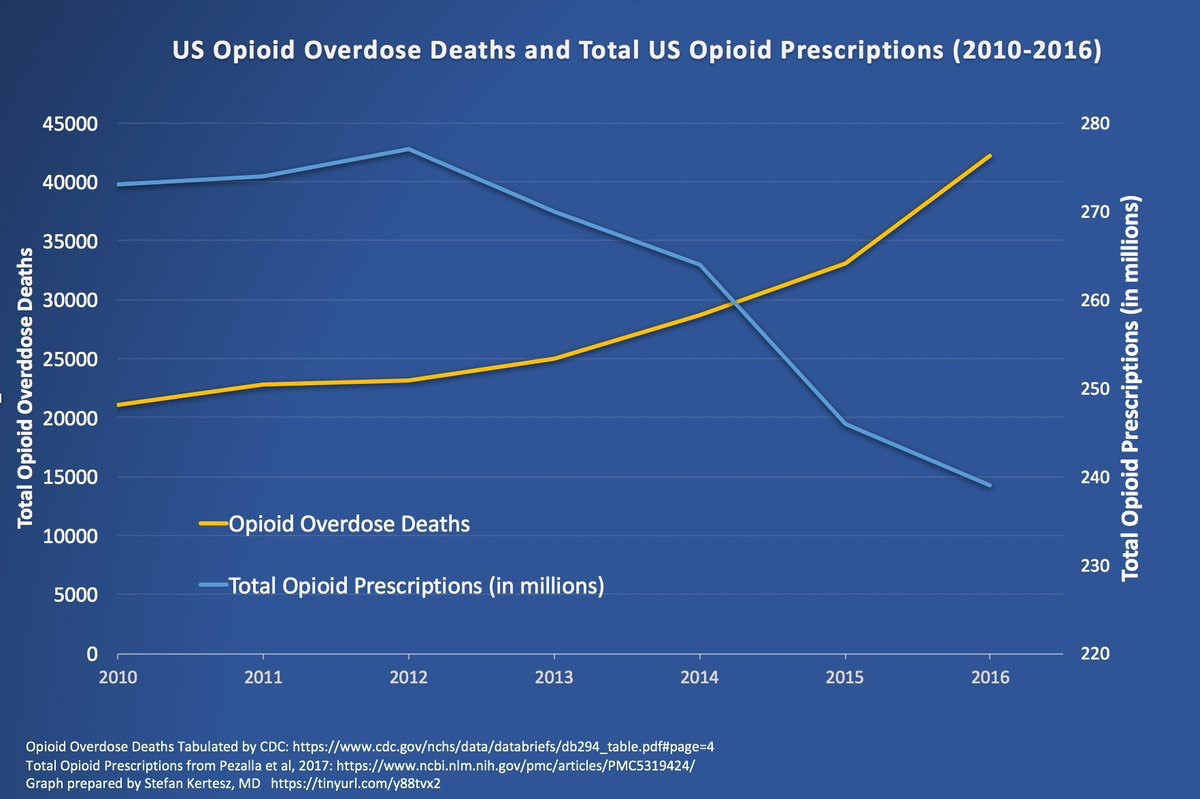 US Opioid Overdose Deaths and Total US Opioid Prescriptions (2010-2016)
45000
40000
35000
30000
25000
20000
15000
10000
5000
0
Total Opioid Overddose Deaths
280
270
260
250
240
230
220
Total Opioid Prescriptions (in millions)
Opioid Overdose Deaths
Total Opioid Prescriptions (in millions)
2010 2011 2012 2013 2014 2015 2016
Opioid Overdose Deaths Tabulated by CDC: https://www.cdc.gov/nchs/data/databriefs/db294_table.pdf#page=4
Total Opioid Prescriptions from Pezalla et al, 2017: https://www.ncbi.nlm.nih.gov/pmc/articles/PMC5319424/
Graph prepared by Stefan Kertesz, MD https://tinyurl.com/y88tvx2